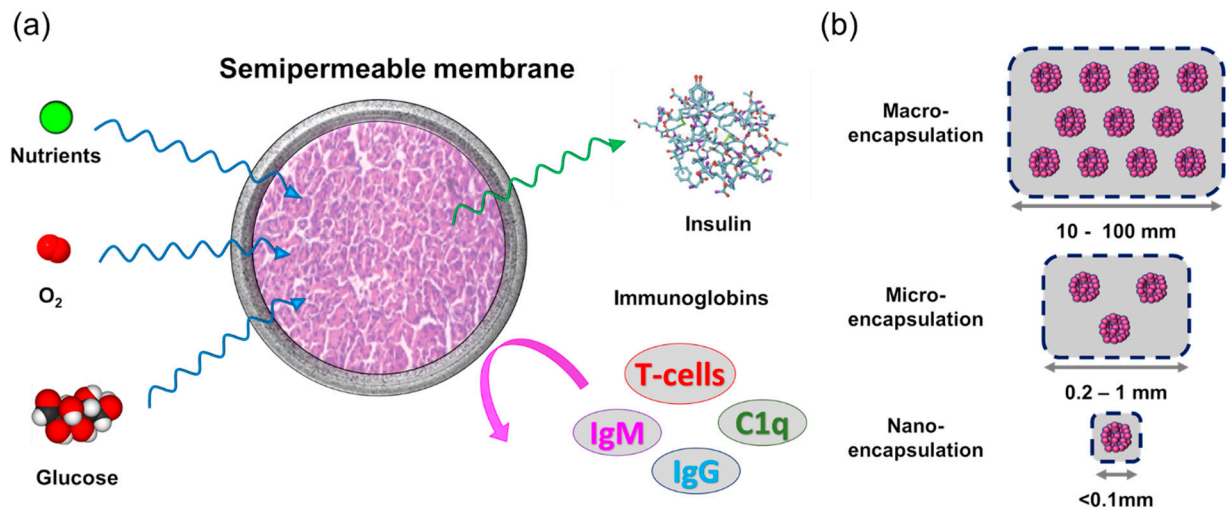 (a)
Semipermeable membrane
Nutrients
O2
Glucose
Insulin
Immunoglobins
T-cells
IgM
C1q
IgG
(b)
Macro-
encapsulation
10 - 100 mm
Micro-
encapsulation
0.2 – 1 mm
Nano-
encapsulation
<0.1mm